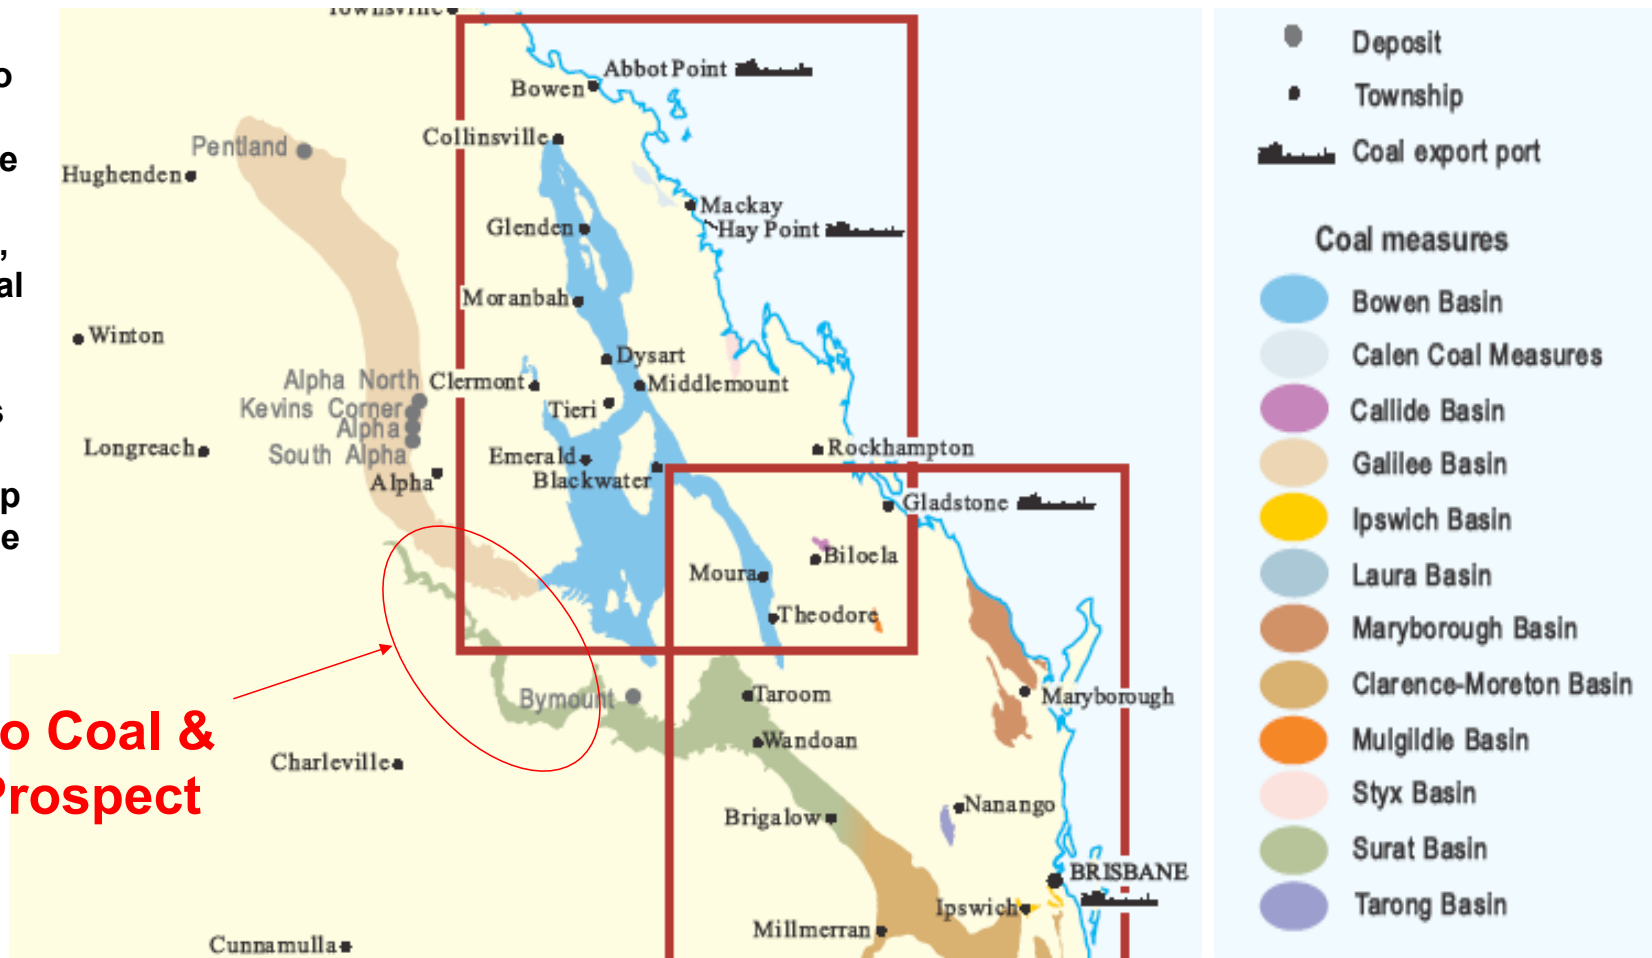 Abbot Point
Bowen
Collinsville
Pentland
Hughenden
Mackay
Hay Point
Glenden
Moranbah
Winton
Dysart
Alpha North
Clermont
Middlemount
Kevins Corner
Tieri
Alpha
Longreach
Rockhampton
South Alpha
Emerald
Blackwater
Alpha
Gladstone
Biloela
Moura
Theodore
Bymount
Taroom
Maryborough
Wandoan
Charleville
Nanango
Brigalow
BRISBANE
Ipswich
Millmerran
Cunnamulla
Coal &
Prospect
Deposit
Township
Coal export port
Coal measures
Bowen Basin
Calen Coal Measures
Callide Basin
Galilee Basin
Ipswich Basin
Laura Basin
Maryborough Basin
Clarence-Moreton Basin
Mulgildie Basin
Styx Basin
Surat Basin
Tarong Basin